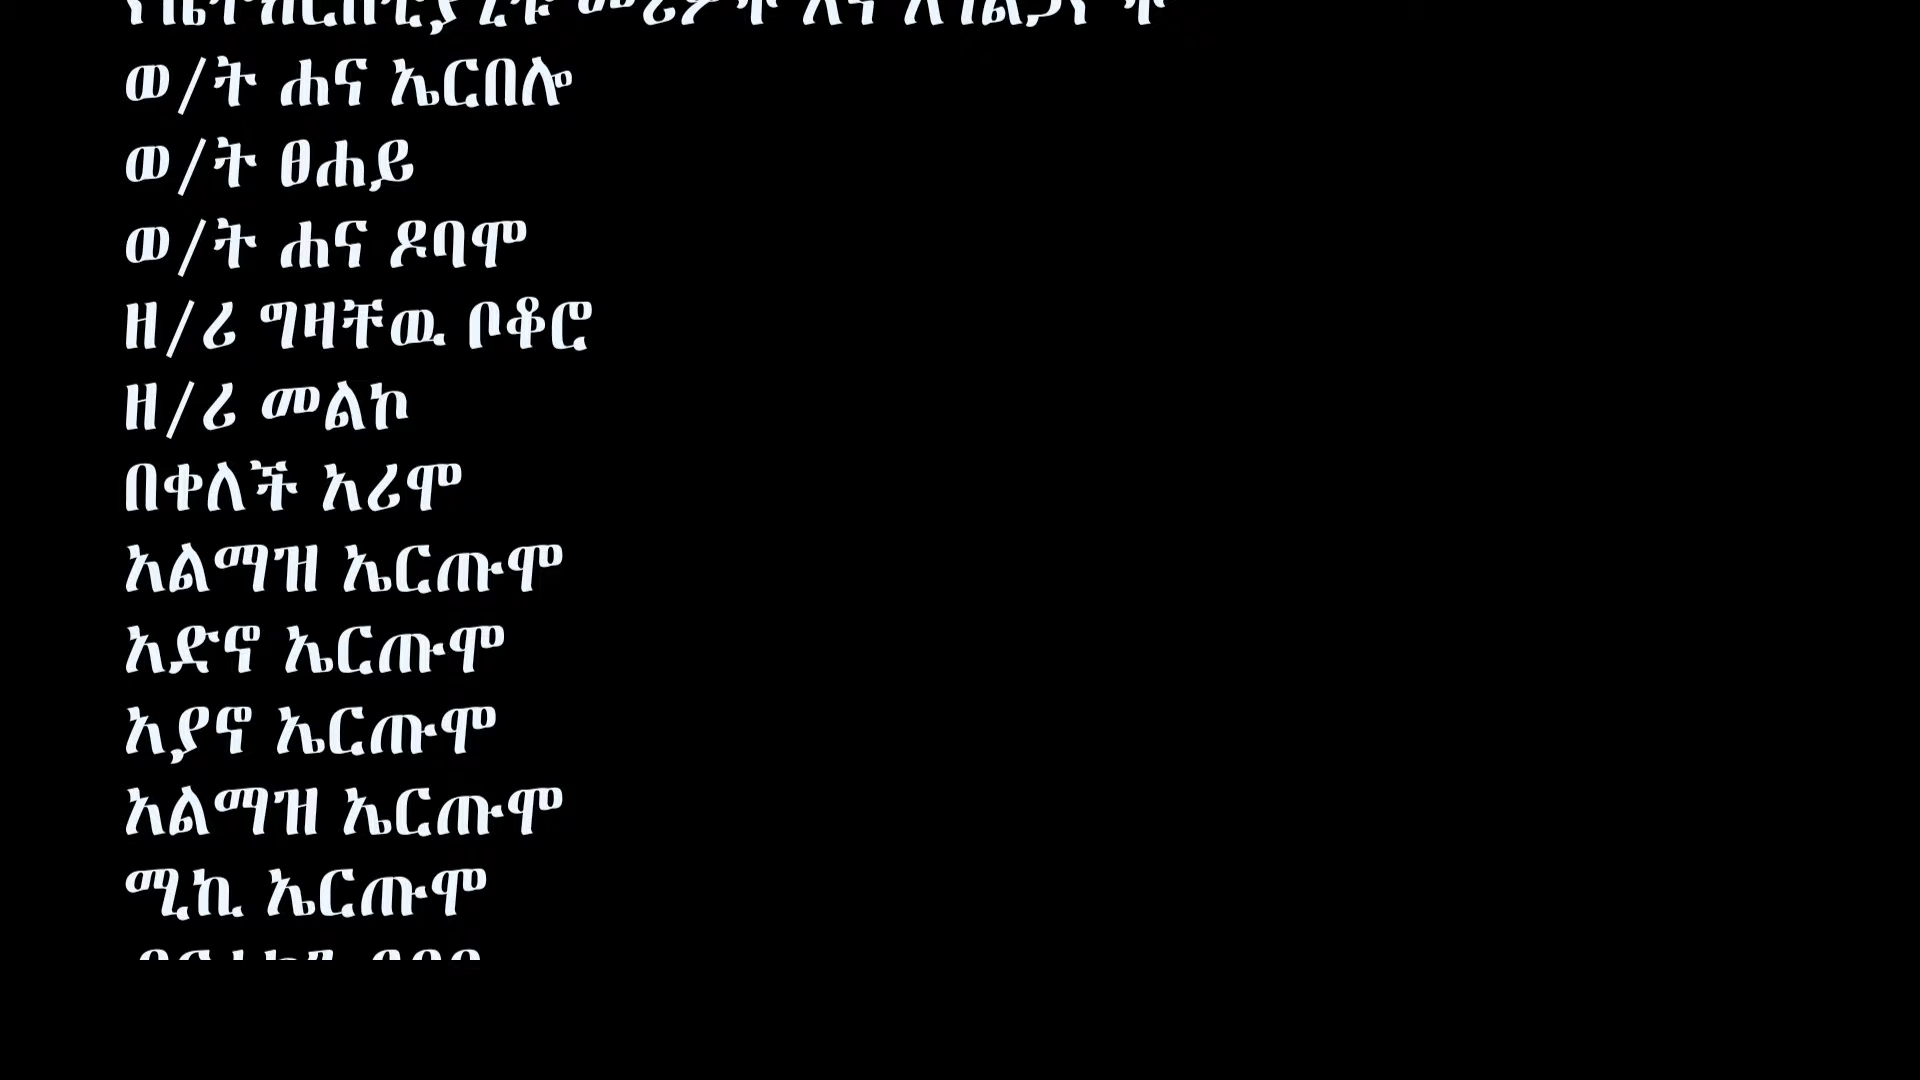 ወ/ት ሐና ኤርበሎ
ወ/ት ፀሐይ
ወ/ት ሐና ዶባሞ
ዘ/ሪ ግዛቸዉ ቦቆሮ
ዘ/ሪ መልኮ
በቀለች አሪሞ
አልማዝ ኤርጡሞ
አድኖ ኤርጡሞ
አያኖ ኤርጡሞ
አልማዝ ኤርጡሞ
ሚኪ ኤርጡሞ